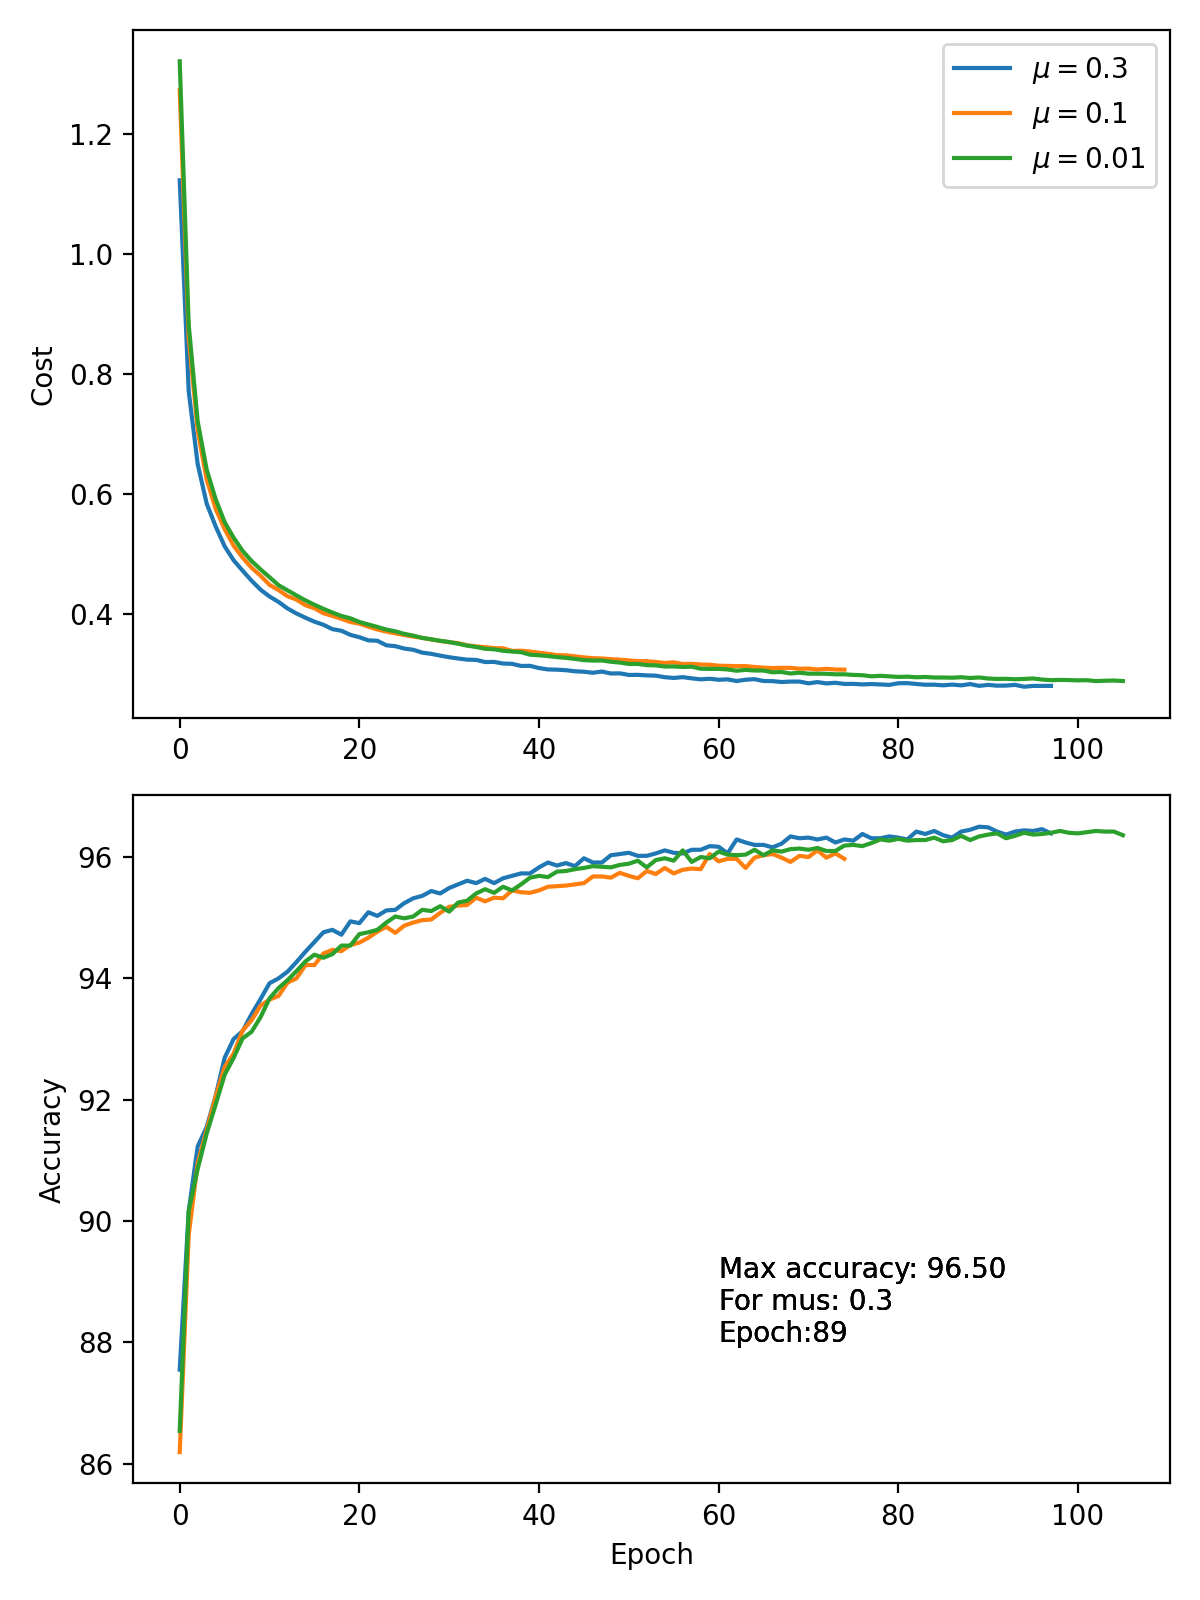 μ = 0.3
μ = 0.1
μ = 0.01
1.2
1.0
0.8
0.6
0.4
Cost
0 20 40 60 80 100
96
94
92
90
88
86
Accuracy
Max accuracy: 96.50
For mus: 0.3
Epoch:89
0 20 40 60 80 100
Epoch